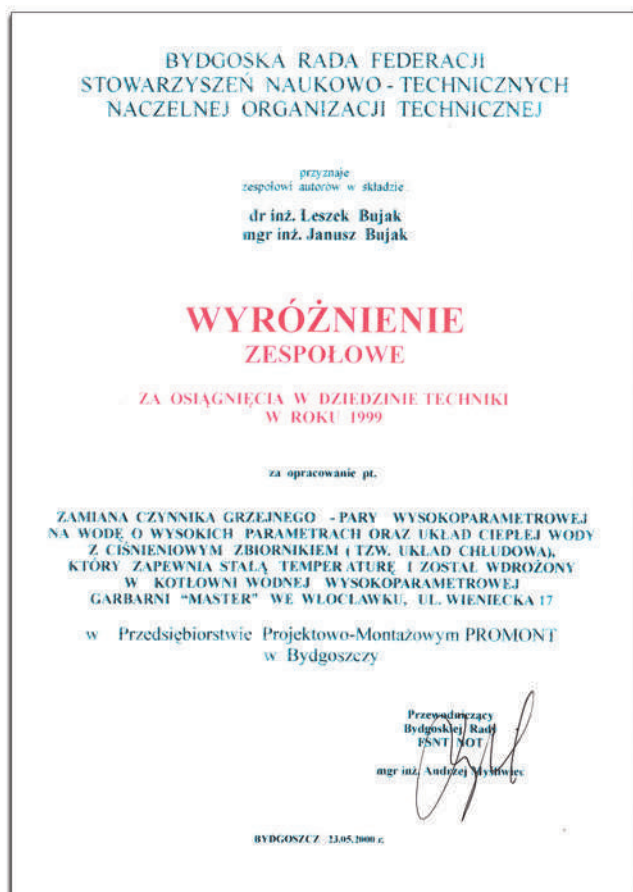 BYDGOSKA RADA FEDERACJI
STOWARZYSZEŃ NAUKOWO - TECHNICZNYCH
NACZELNEJ ORGANIZACJI TECHNICZNEJ
przyznaje
zespołowi autorów w składzie
dr inż. Leszek Bujak
mgr inż. Janusz Bujak
WYRÓŻNIENIE
ZESPOŁOWE
ZA OSIĄGNIĘCIA W DZIEDZINIE TECHNIKI
W ROKU 1999
za opracowanie pt.
ZAMIANA CZYNNIKA GRZEJNEGO - PARY WYSOKOPARAMETROWEJ
NA WODĘ O WYSOKICH PARAMETRACH ORAZ UKŁAD CIEPŁEJ WODY
Z CIŚNIENIOWYM ZBIORNIKIEM ( TZW. UKŁAD CHŁUDOWA),
KTÓRY ZAPEWNIA STAŁĄ TEMPERATURĘ I ZOSTAŁ WDROŻONY
W KOTŁOWNI WODNEJ WYSOKOPARAMETROWEJ
GARBARNI “MASTER” WE WŁOCŁAWKU, UL. WIENIECKA 17
w Przedsiębiorstwie Projektowo-Montażowym PROMONT
w Bydgoszczy
Przewodniczący
Bydgoskiej Rady
FSNT NOT
mgr inż. Andrzej Myśliwiec
BYDGOSZCZ 23.05.2000 r.